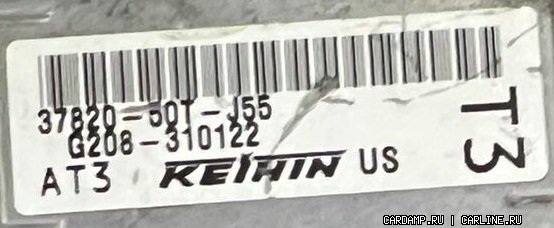 37820-50T-J55
G208-310122
AT3 KEIHIN US
T3
CARDAMP.RU | CARLINE.RU